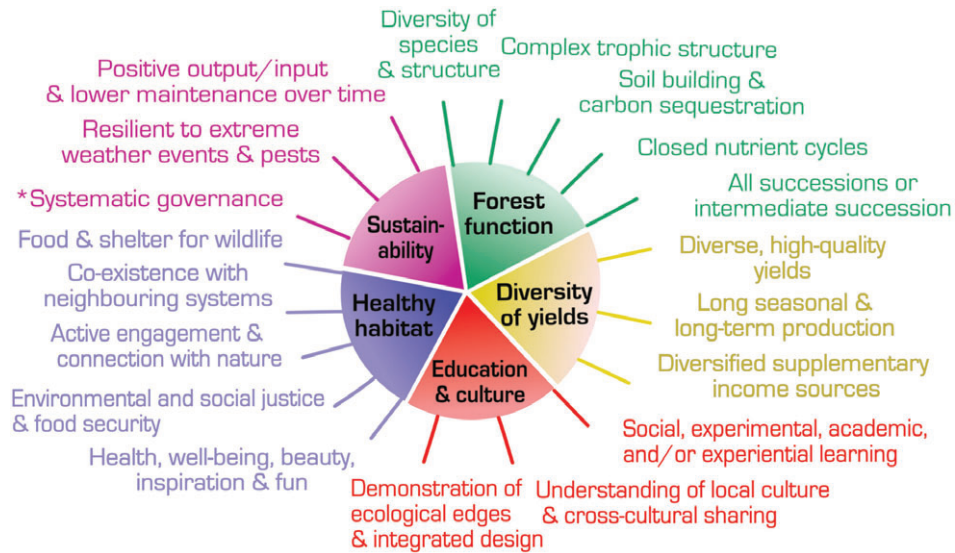 Diversity of
species
& structure
Complex trophic structure
Soil building &
carbon sequestration
Closed nutrient cycles
All successions or
intermediate succession
Positive output/input
& lower maintenance over time
Resilient to extreme
weather events & pests
*Systematic governance
Food & shelter for wildlife
Co-existence with
neighbouring systems
Active engagement &
connection with nature
Environmental and social justice
& food security
Health, well-being, beauty,
inspiration & fun
Sustain-
ability
Forest
function
Healthy
habitat
Diversity
of yields
Education
& culture
Diverse, high-quality
yields
Long seasonal &
long-term production
Diversified supplementary
income sources
Social, experimental, academic,
and/or experiential learning
Demonstration of
ecological edges
& integrated design
Understanding of local culture
& cross-cultural sharing